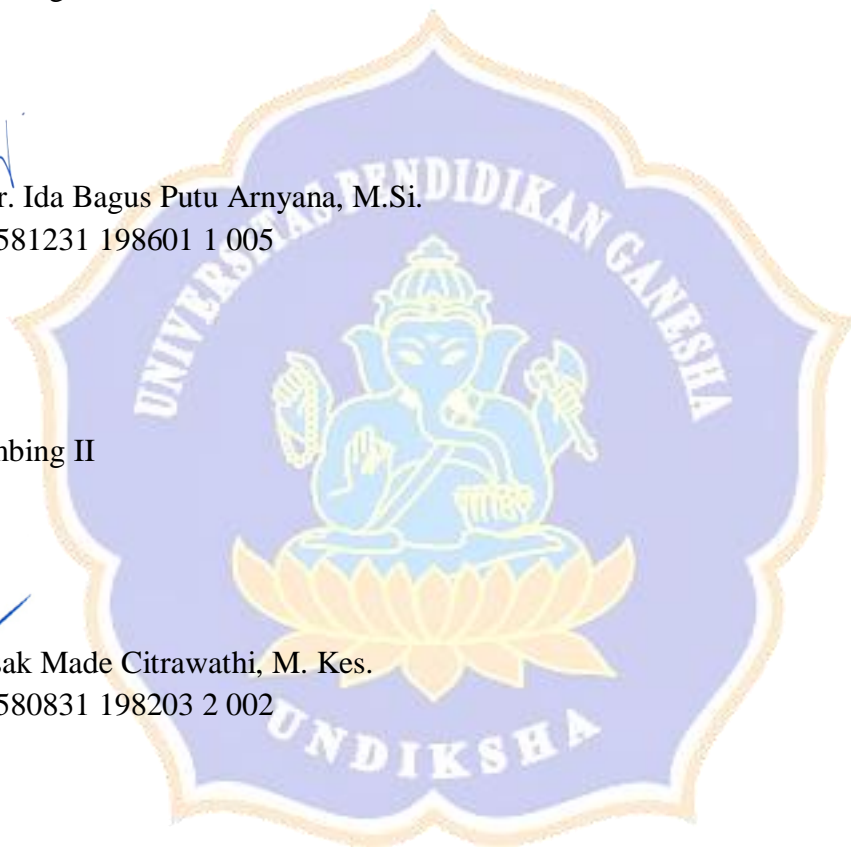 r. Ida Bagus Putu Arnyana, M.Si.
581231 198601 1 005
UNIVERSITAS PENDIDIKAN GANESHA
nbing II
ak Made Citrawathi, M. Kes.
580831 198203 2 002
UNDIKSHA